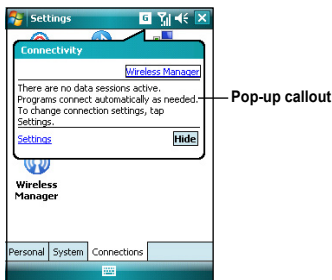 Settings
G
Connectivity
Wireless Manager
There are no data sessions active.
Programs connect automatically as needed.
To change connection settings, tap
Settings.
Settings
Hide
Pop-up callout
Wireless
Manager
Personal System Connections